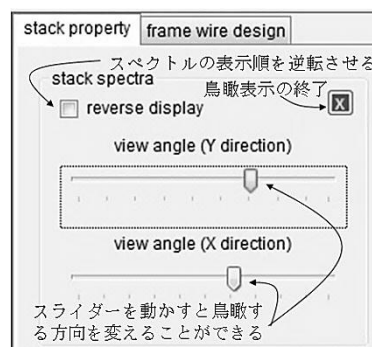 stack property
frame wire design
スペクトルの表示順を逆転させる
stack spectra
鳥瞰表示の終了
reverse display
X
view angle (Y direction)
view angle (X direction)
スライダーを動かすと鳥瞰す
る方向を変えることができる